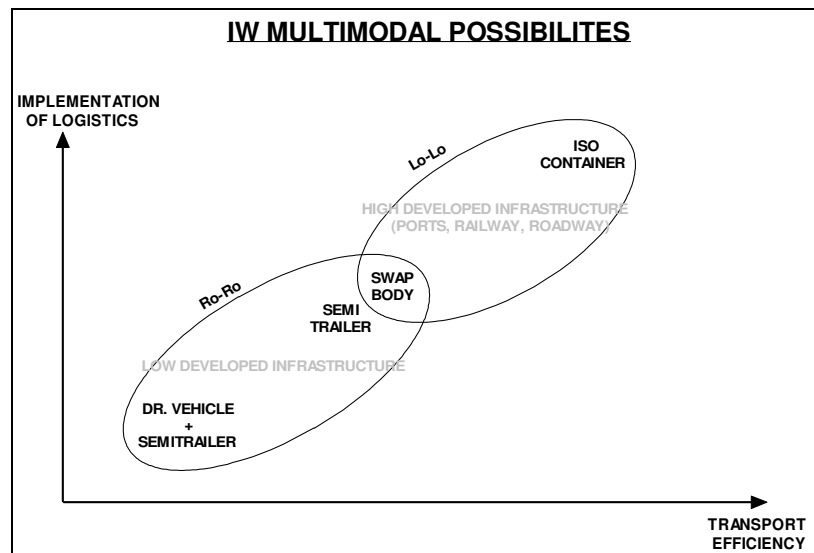 IW MULTIMODAL POSSIBILITES
IMPLEMENTATION
OF LOGISTICS
Lo-Lo
ISO
CONTAINER
HIGH DEVELOPED INFRASTRUCTURE
(PORTS, RAILWAY, ROADWAY)
Ro-Ro
SWAP
BODY
SEMI
TRAILER
LOW DEVELOPED INFRASTRUCTURE
DR. VEHICLE
+
SEMITRAILER
TRANSPORT
EFFICIENCY